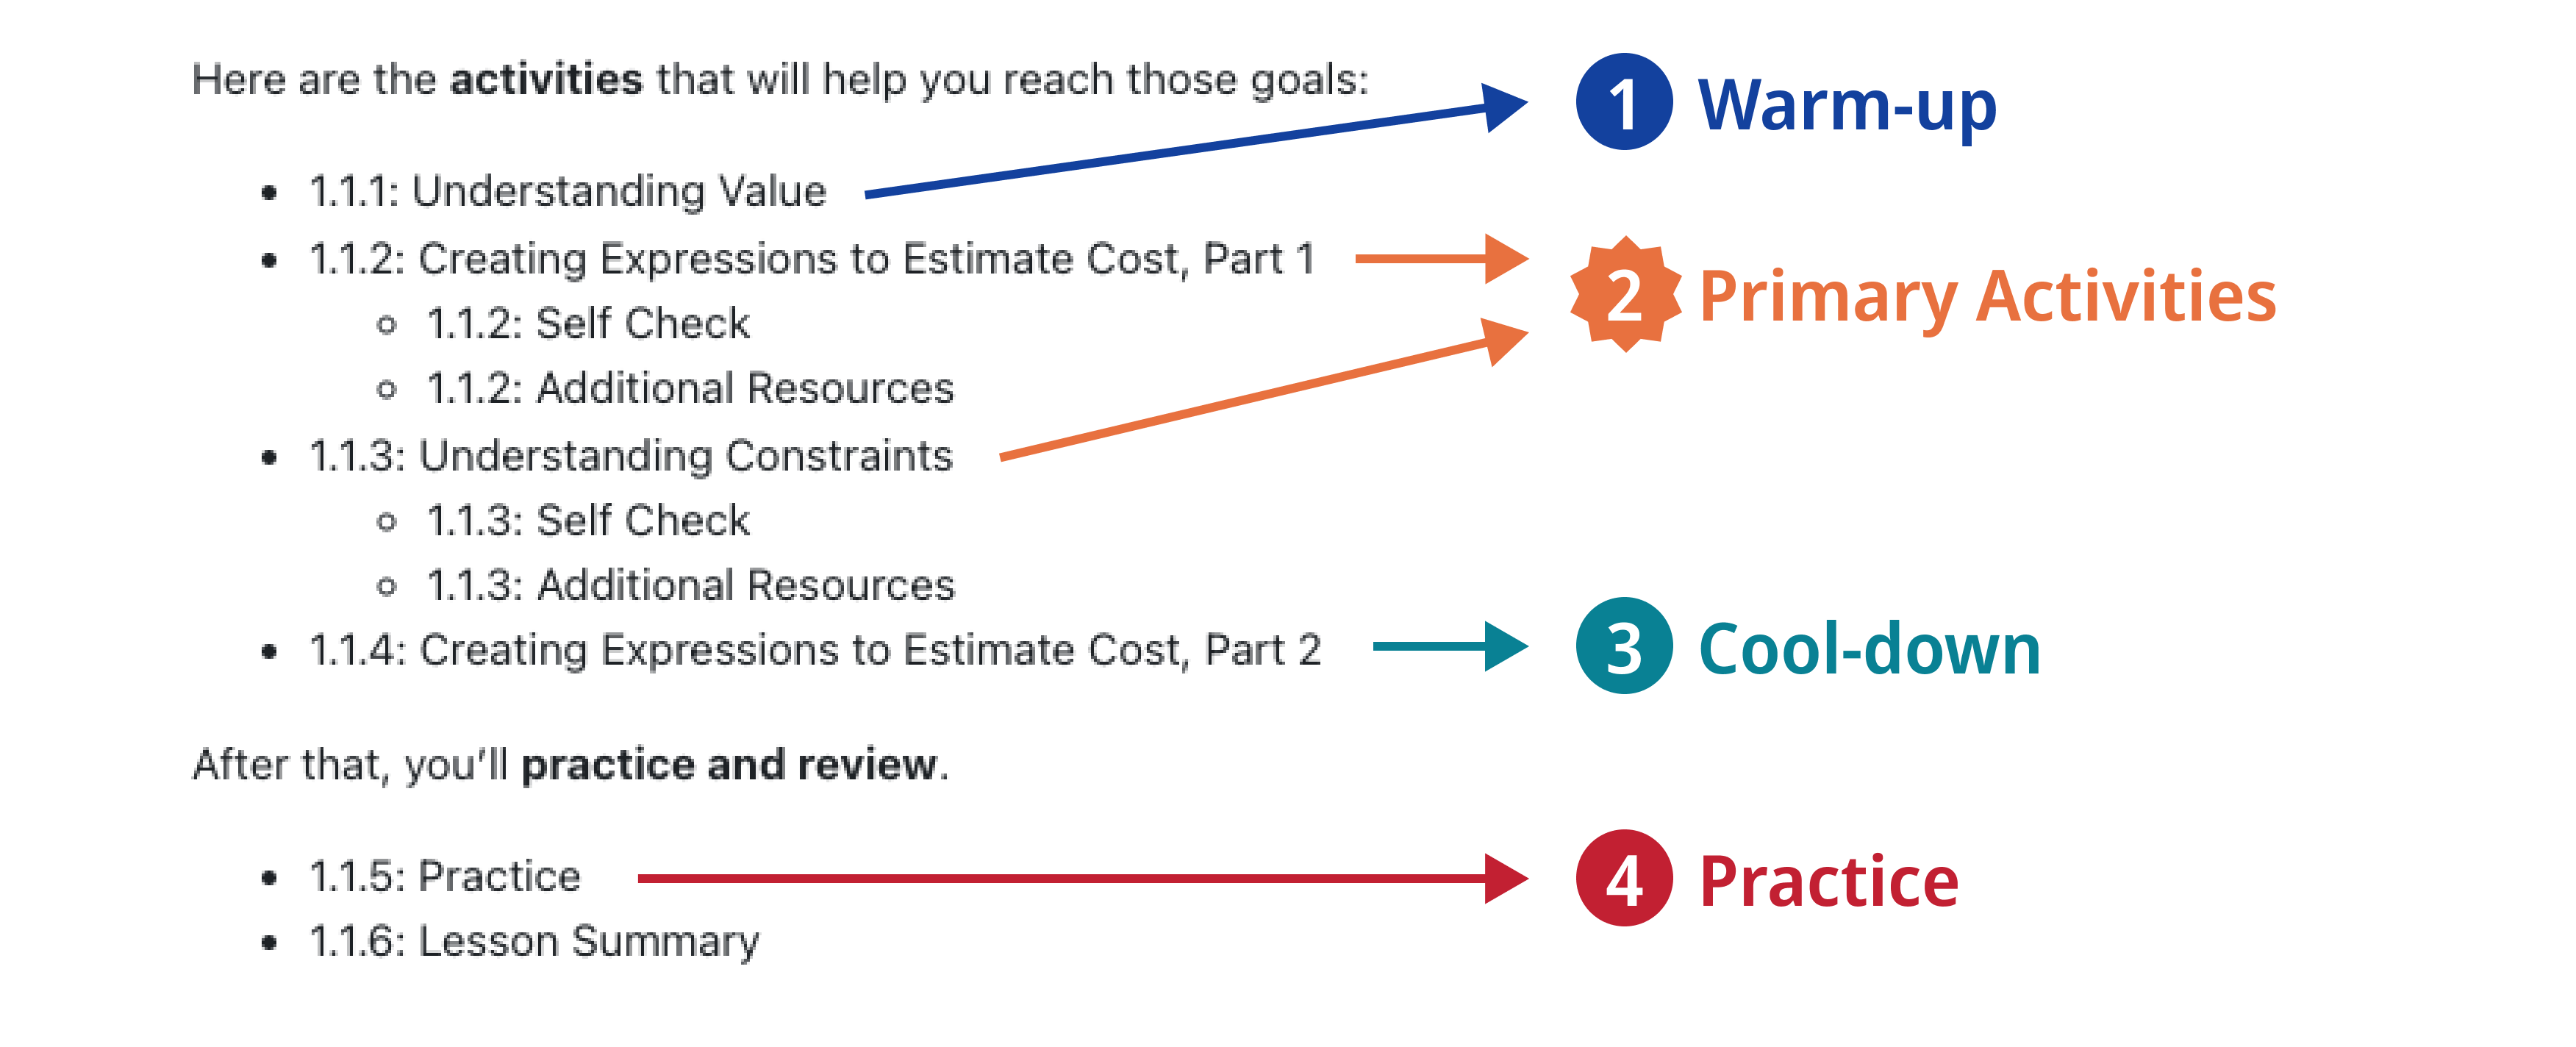 Here are the activities that will help you reach those goals:
1 Warm-up
• 1.1.1: Understanding Value
• 1.1.2: Creating Expressions to Estimate Cost, Part 1
2 Primary Activities
◦ 1.1.2: Self Check
◦ 1.1.2: Additional Resources
• 1.1.3: Understanding Constraints
◦ 1.1.3: Self Check
◦ 1.1.3: Additional Resources
• 1.1.4: Creating Expressions to Estimate Cost, Part 2
3 Cool-down
After that, you’ll practice and review.
• 1.1.5: Practice
4 Practice
• 1.1.6: Lesson Summary